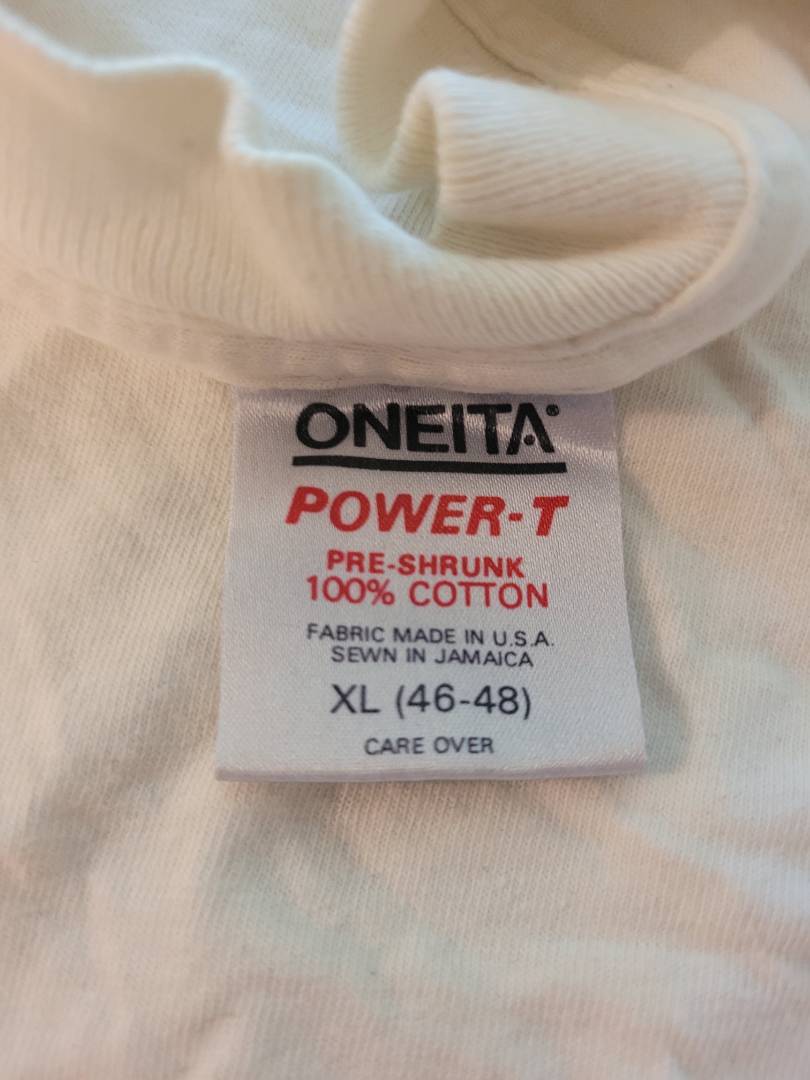 ONEITA®
POWER-T
PRE-SHRUNK
100% COTTON
FABRIC MADE IN U.S.A.
SEWN IN JAMAICA
XL (46-48)
CARE OVER